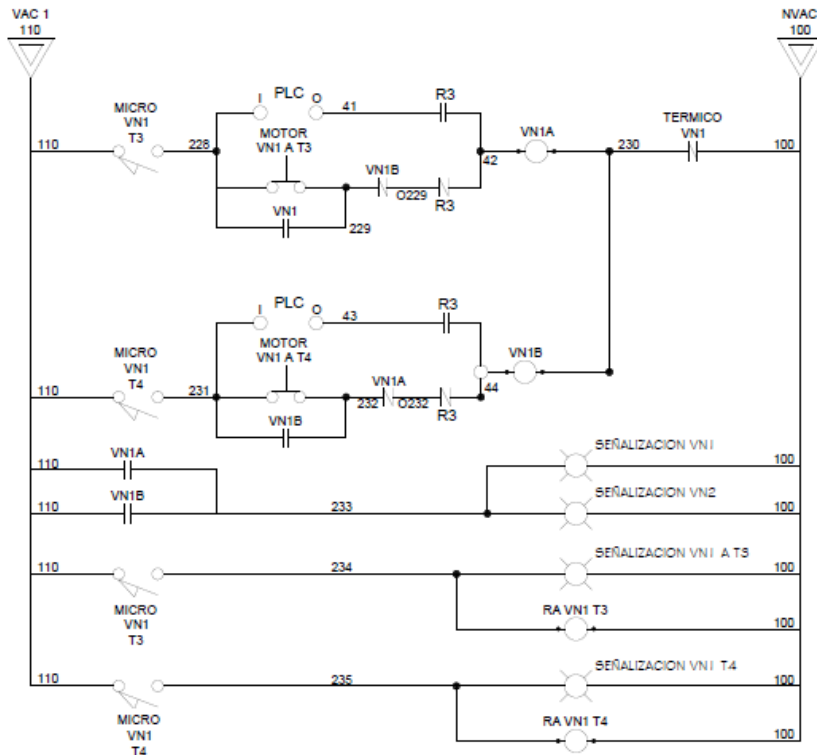 VAC 1
110
NVAC
100
MICRO
VN1
T3
110
228
I
PLC
O
41
R3
MOTOR
VN1 A T3
VN1B
O229
R3
VN1
229
42
VN1A
230
TERMICO
VN1
100
MICRO
VN1
T4
110
231
I
PLC
O
43
R3
MOTOR
VN1 A T4
VN1A
232
O232
R3
VN1B
44
VN1B
110
VN1A
110
VN1B
233
SEÑALIZACION VN1
100
SEÑALIZACION VN2
100
110
MICRO
VN1
T3
234
SEÑALIZACION VN1 A T3
100
RA VN1 T3
100
110
MICRO
VN1
T4
235
SEÑALIZACION VN1 T4
100
RA VN1 T4
100